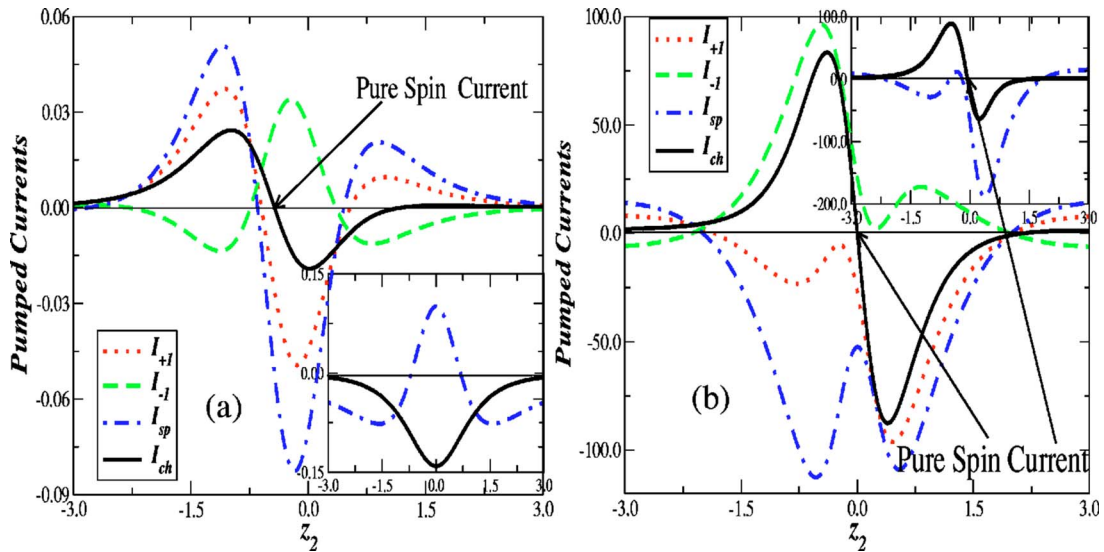 Pumped Currents
0.06
0.03
0.00
-0.03
-0.06
-0.09
-3.0 -1.5 0.0 1.5 3.0
z2
Pure Spin Current
I+1
I-1
Isp
Ich
(a)
0.15
0.00
-0.15
-3.0 -1.5 0.0 1.5 3.0
Pumped Currents
100.0
50.0
0.0
-50.0
-100.0
-3.0 -1.5 0.0 1.5 3.0
z2
I+1
I-1
Isp
Ich
100.0
0.0
-100.0
-200.0
-3.0 -1.5 0.0 1.5 3.0
(b)
Pure Spin Current